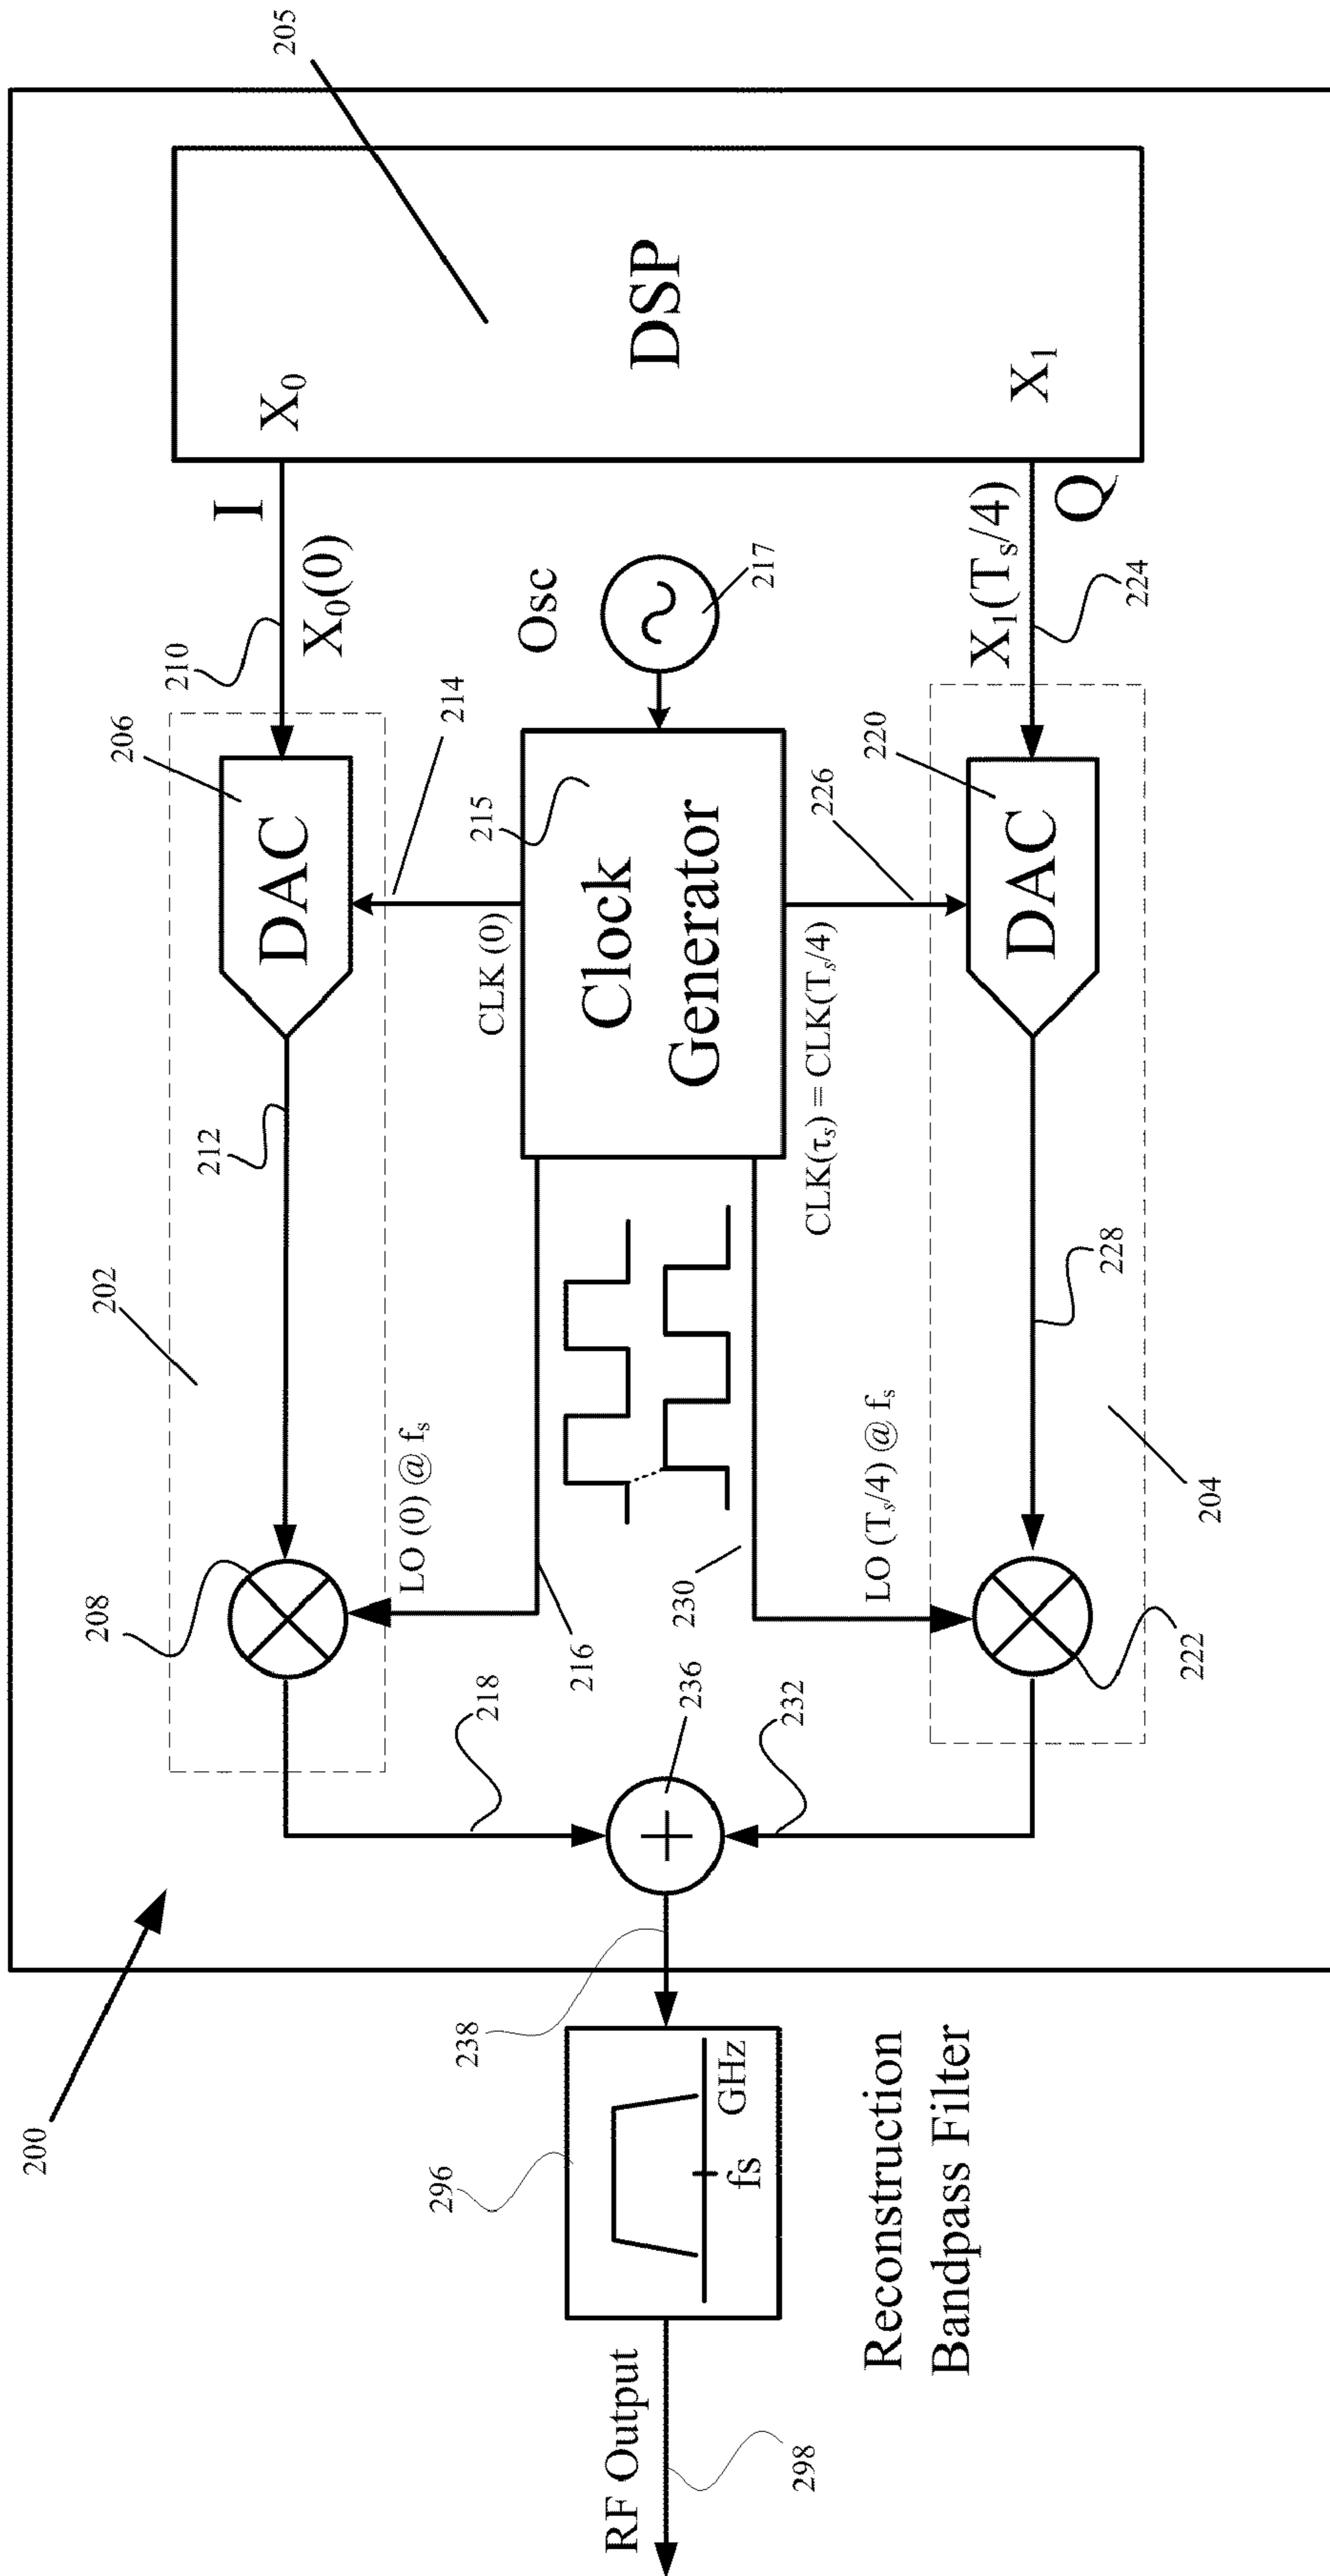 200
RF Output
298
296
fs
GHz
Reconstruction
Bandpass Filter
238
236
218
232
208
222
216
230
202
204
LO (0) @ fₛ
LO (Tₛ/4) @ fₛ
212
228
206
DAC
220
DAC
214
226
CLK (0)
CLK(τₛ) = CLK(Tₛ/4)
215
Clock
Generator
Osc
217
210
I
X₀(0)
X₁(Tₛ/4)
Q
224
X₀
DSP
X₁
205